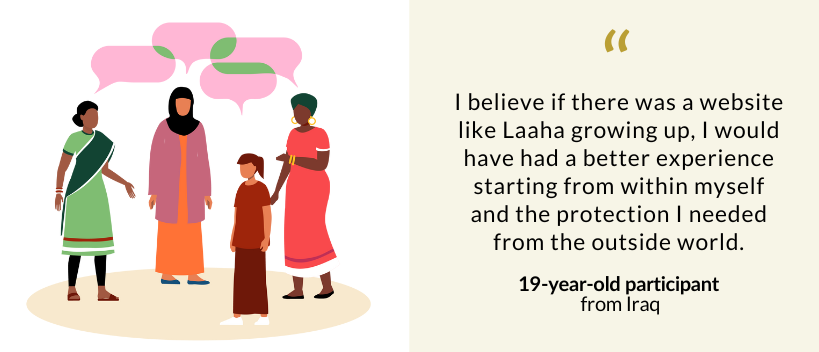 “
I believe if there was a website
like Laaha growing up, I would
have had a better experience
starting from within myself
and the protection I needed
from the outside world.
19-year-old participant
from Iraq